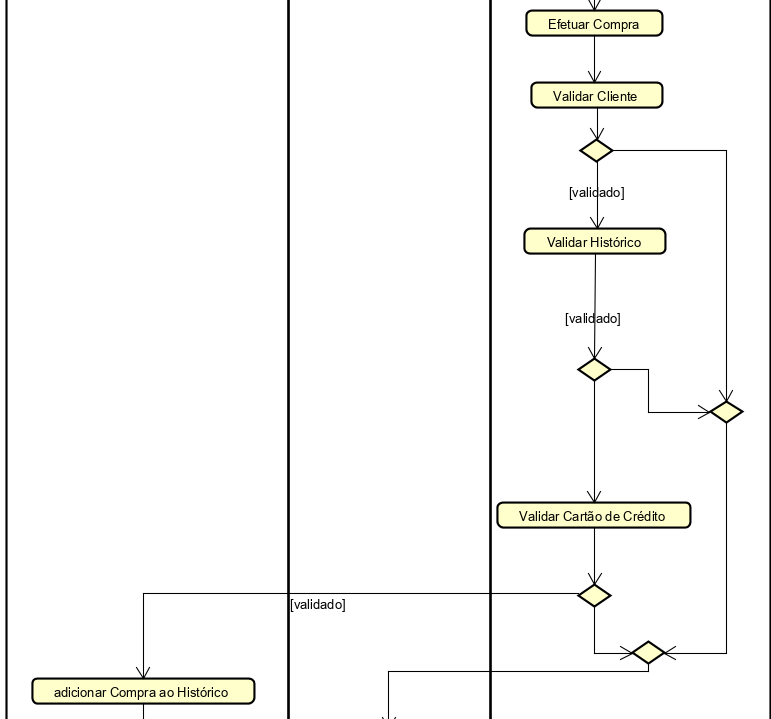 Efetuar Compra
Validar Cliente
[validado]
Validar Histórico
[validado]
Validar Cartão de Crédito
[validado]
adicionar Compra ao Histórico